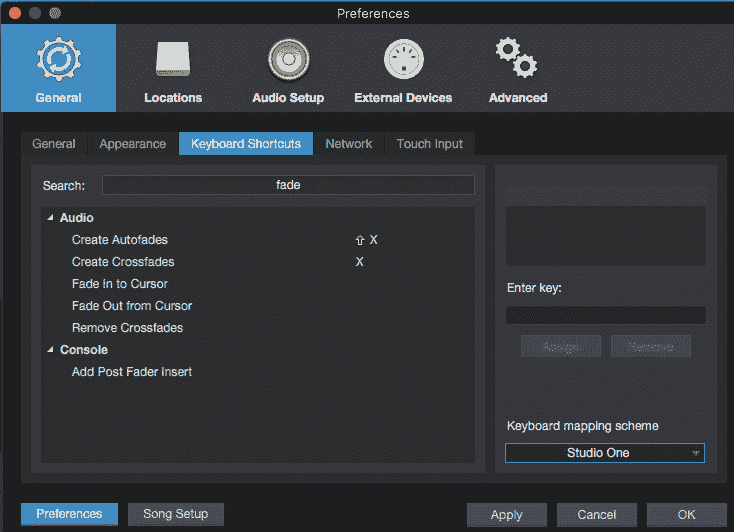 Preferences
General
Locations
Audio Setup
External Devices
Advanced
General
Appearance
Keyboard Shortcuts
Network
Touch Input
Search:
fade
Audio
Create Autofades ⇧ X
Create Crossfades X
Fade In to Cursor
Fade Out from Cursor
Remove Crossfades
Console
Add Post Fader Insert
Enter key:
Assign
Remove
Keyboard mapping scheme
Studio One
Preferences
Song Setup
Apply
Cancel
OK